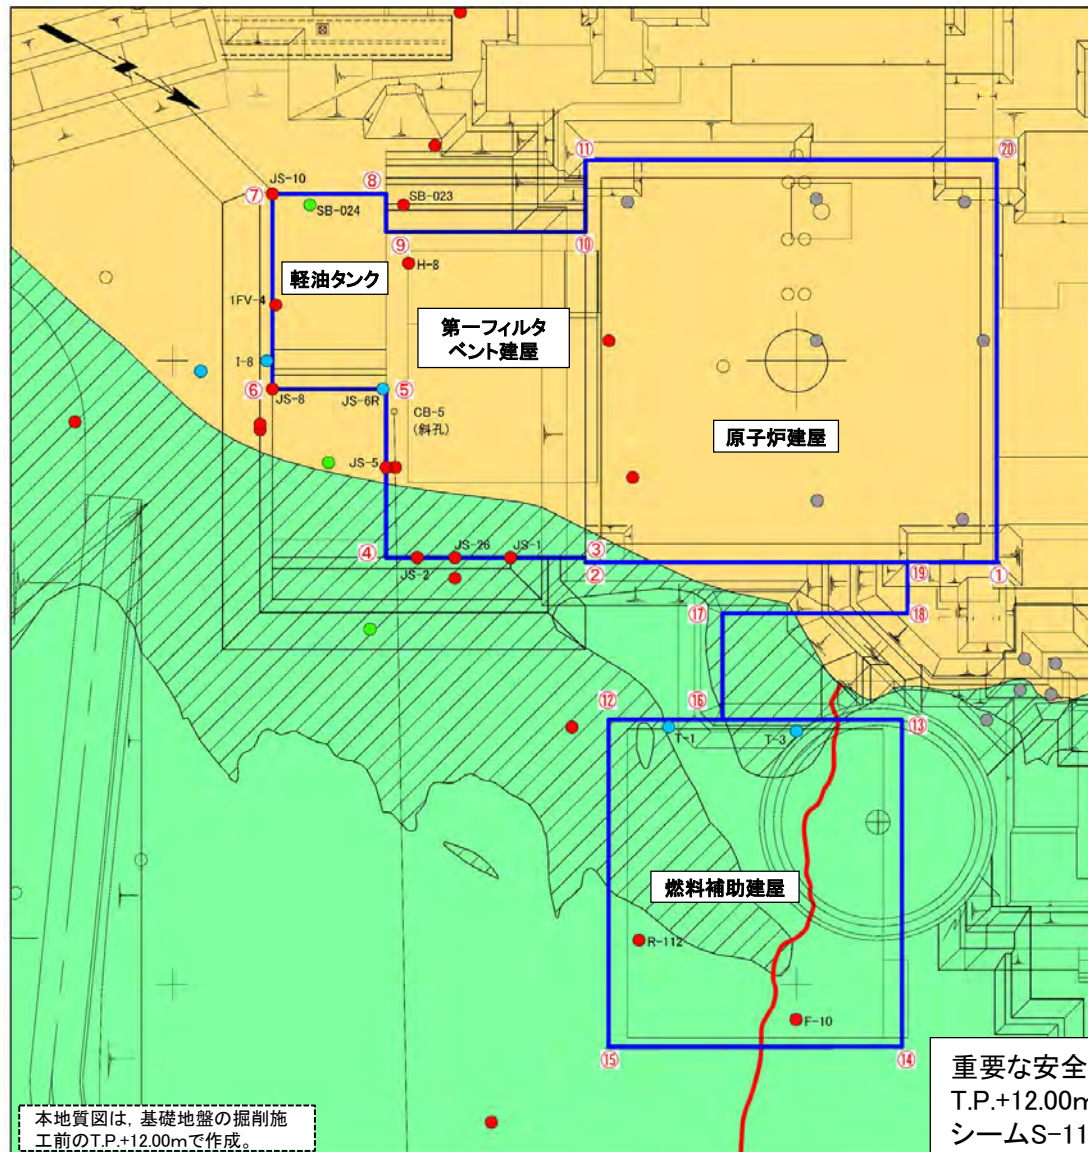 ⑪
⑳
JS-10
⑧
⑦
SB-024
SB-023
⑨
⑩
H-8
軽油タンク
1FV-4
第一フィルタ
ベント建屋
I-8
⑥
JS-8
JS-6R
⑤
CB-5
(斜孔)
原子炉建屋
JS-5
④
JS-26
JS-1
③
JS-2
②
⑲
①
⑰
⑱
⑫
⑯
⑬
T-1
T-3
燃料補助建屋
R-112
F-10
⑮
⑭
重要な安全
T.P.+12.00m
シームS-11
本地質図は，基礎地盤の掘削施
工前のT.P.+12.00mで作成。